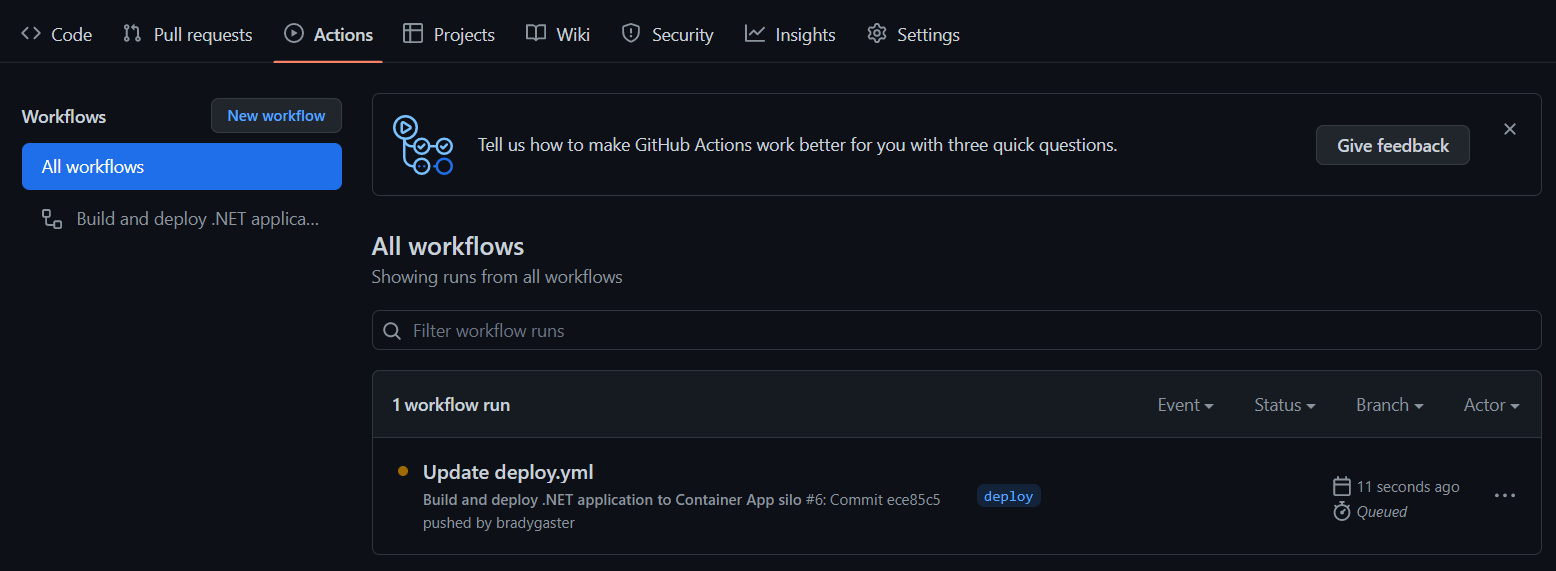 Code Pull requests Actions Projects Wiki Security Insights Settings
Workflows
New workflow
All workflows
Build and deploy .NET applica...
Tell us how to make GitHub Actions work better for you with three quick questions.
Give feedback
All workflows
Showing runs from all workflows
Filter workflow runs
1 workflow run
Event Status Branch Actor
Update deploy.yml
Build and deploy .NET application to Container App silo #6: Commit ece85c5
pushed by bradygaster
deploy
11 seconds ago
Queued